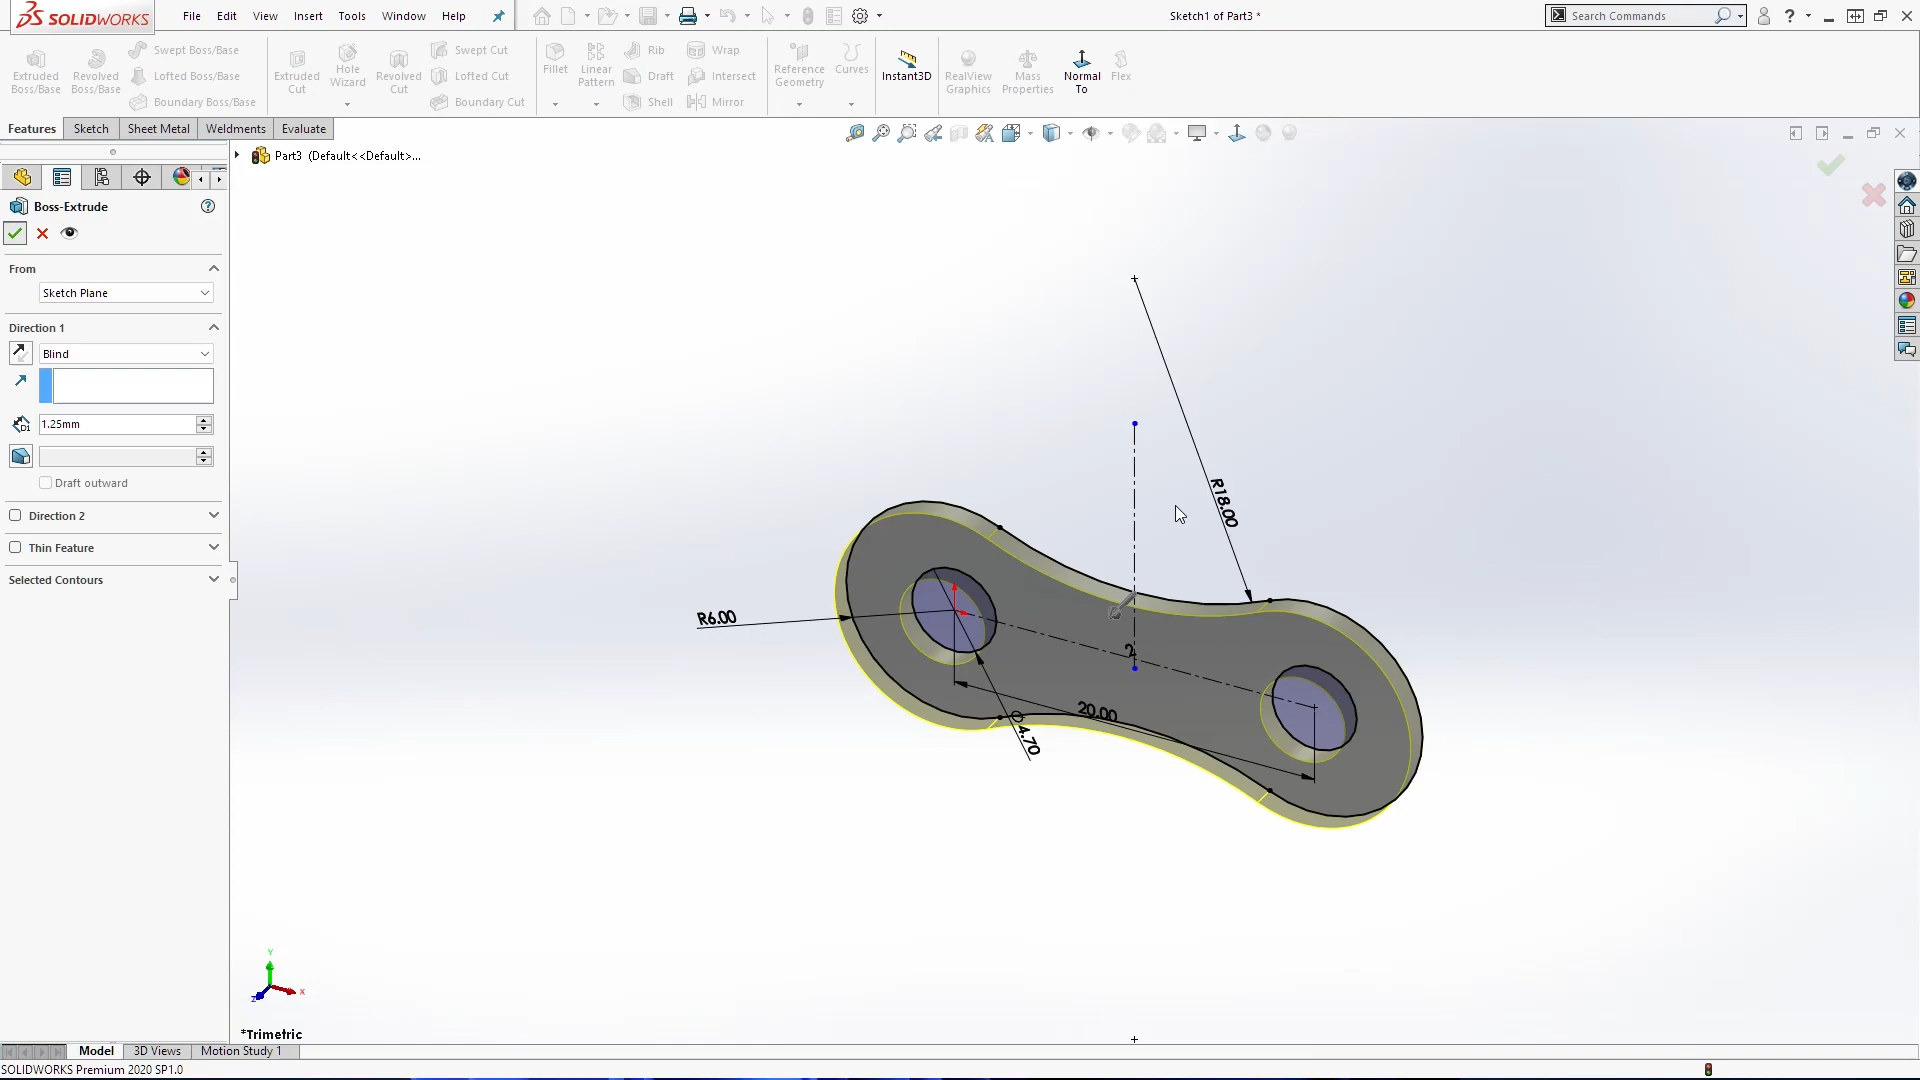 SOLIDWORKS
File Edit View Insert Tools Window Help
Sketch1 of Part3 *
Search Commands
Extruded Boss/Base
Revolved Boss/Base
Swept Boss/Base
Lofted Boss/Base
Boundary Boss/Base
Extruded Cut
Hole Wizard
Revolved Cut
Swept Cut
Lofted Cut
Boundary Cut
Fillet
Linear Pattern
Rib
Draft
Shell
Wrap
Intersect
Mirror
Reference Geometry
Curves
Instant3D
RealView Graphics
Mass Properties
Normal To
Flex
Features Sketch Sheet Metal Weldments Evaluate
Part3 (Default<<Default>...
Boss-Extrude
From
Sketch Plane
Direction 1
Blind
D1
1.25mm
Draft outward
Direction 2
Thin Feature
Selected Contours
R18.00
R6.00
2
20.00
∅4.70
Y
X
Z
*Trimetric
Model 3D Views Motion Study 1
SOLIDWORKS Premium 2020 SP1.0